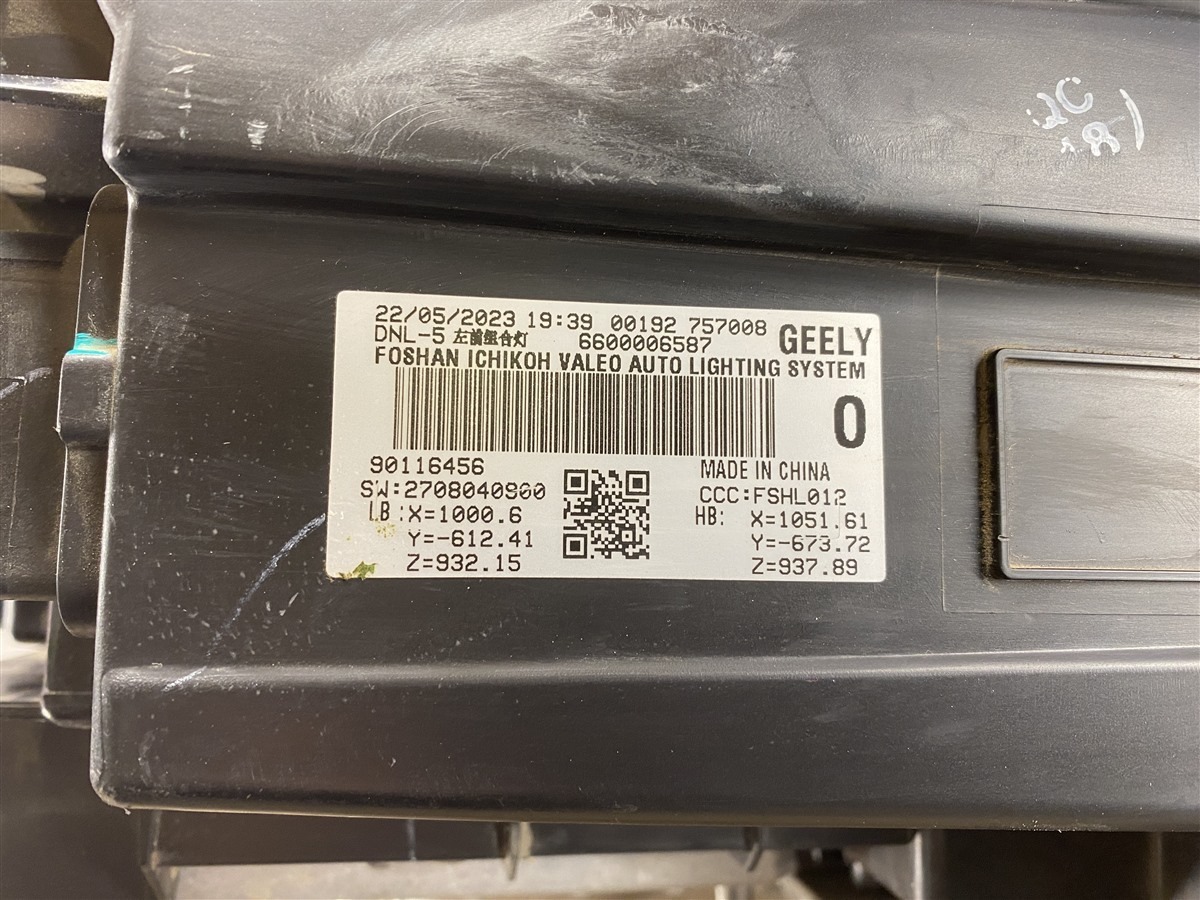 22/05/2023 19:39 00192 757008
DNL-5 左前组合灯 6600006587
GEELY
FOSHAN ICHIKOH VALEO AUTO LIGHTING SYSTEM
0
90116456
MADE IN CHINA
SW:2708040900
CCC:FSHL012
LB:X=1000.6
HB: X=1051.61
Y=-612.41
Y=-673.72
Z=932.15
Z=937.89